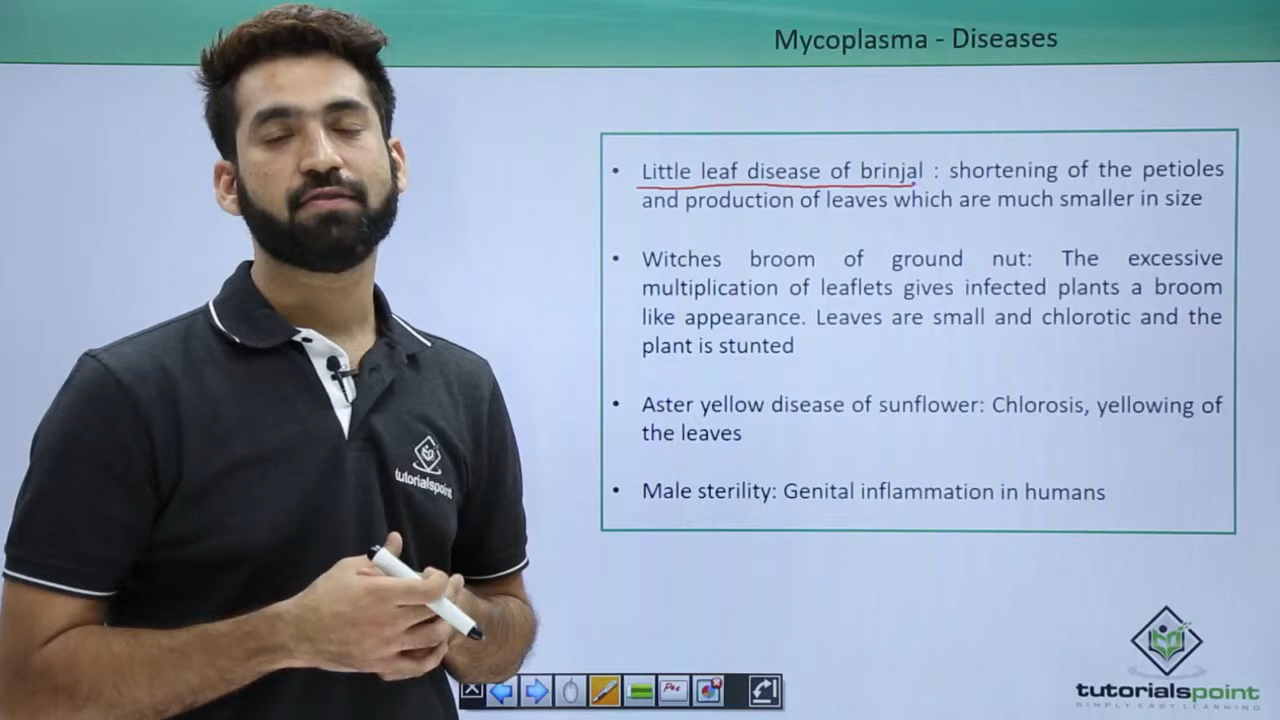 Mycoplasma - Diseases
• Little leaf disease of brinjal : shortening of the petioles
and production of leaves which are much smaller in size
• Witches broom of ground nut: The excessive
multiplication of leaflets gives infected plants a broom
like appearance. Leaves are small and chlorotic and the
plant is stunted
• Aster yellow disease of sunflower: Chlorosis, yellowing of
the leaves
• Male sterility: Genital inflammation in humans
tutorialspoint
Pen
tutorialspoint
SIMPLY EASY LEARNING